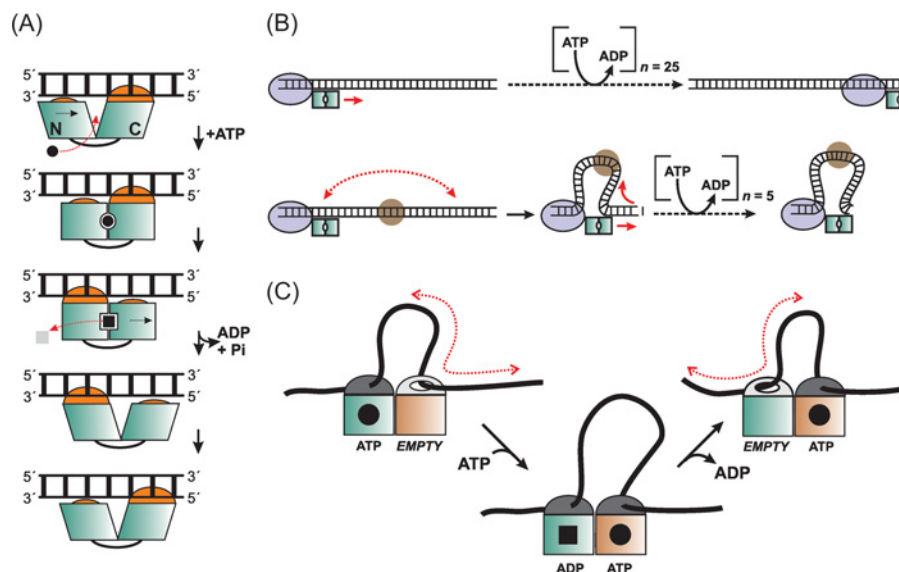 (A)
5´ 3´
3´ 5´
N C
+ATP
5´ 3´
3´ 5´
5´ 3´
3´ 5´
ADP
+ Pi
5´ 3´
3´ 5´
5´ 3´
3´ 5´
(B)
ATP
ADP
n = 25
ATP
ADP
n = 5
(C)
ATP EMPTY
ATP
ADP ATP
ADP
EMPTY ATP